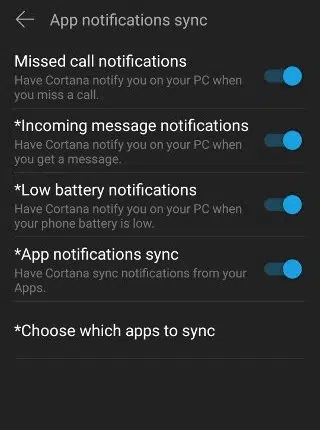 App notifications sync
Missed call notifications
Have Cortana notify you on your PC when
you miss a call.
*Incoming message notifications
Have Cortana notify you on your PC when
you get a message.
*Low battery notifications
Have Cortana notify you on your PC when
your phone battery is low.
*App notifications sync
Have Cortana sync notifications from your
Apps.
*Choose which apps to sync